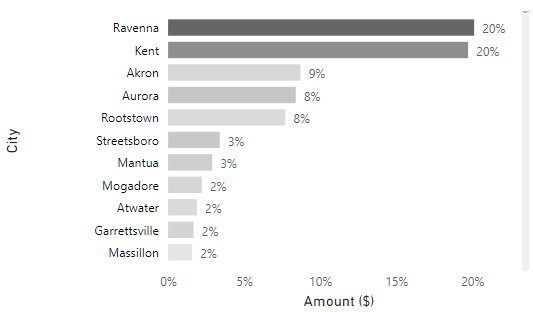 City
Ravenna 20%
Kent 20%
Akron 9%
Aurora 8%
Rootstown 8%
Streetsboro 3%
Mantua 3%
Mogadore 2%
Atwater 2%
Garrettsville 2%
Massillon 2%
0% 5% 10% 15% 20%
Amount ($)